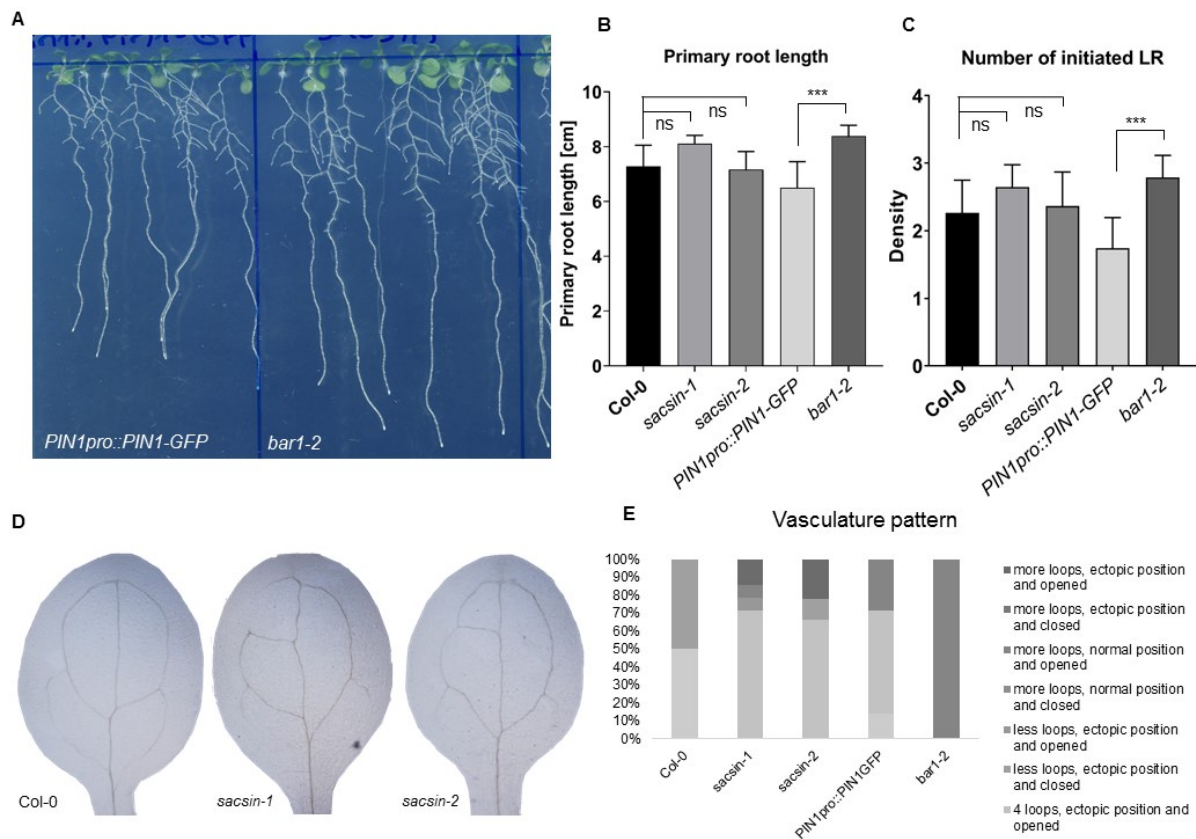 A
PIN1pro::PIN1-GFP
bar1-2
B
Primary root length
Primary root length [cm]
10
8
6
4
2
0
ns
ns
***
Col-0
sacsin-1
sacsin-2
PIN1pro::PIN1-GFP
bar1-2
C
Number of initiated LR
Density
4
3
2
1
0
ns
ns
***
Col-0
sacsin-1
sacsin-2
PIN1pro::PIN1-GFP
bar1-2
D
Col-0
sacsin-1
sacsin-2
E
Vasculature pattern
100%
90%
80%
70%
60%
50%
40%
30%
20%
10%
0%
Col-0
sacsin-1
sacsin-2
PIN1pro::PIN1GFP
bar1-2
more loops, ectopic position
and opened
more loops, ectopic position
and closed
more loops, normal position
and opened
more loops, normal position
and closed
less loops, ectopic position
and opened
less loops, ectopic position
and closed
4 loops, ectopic position and
opened